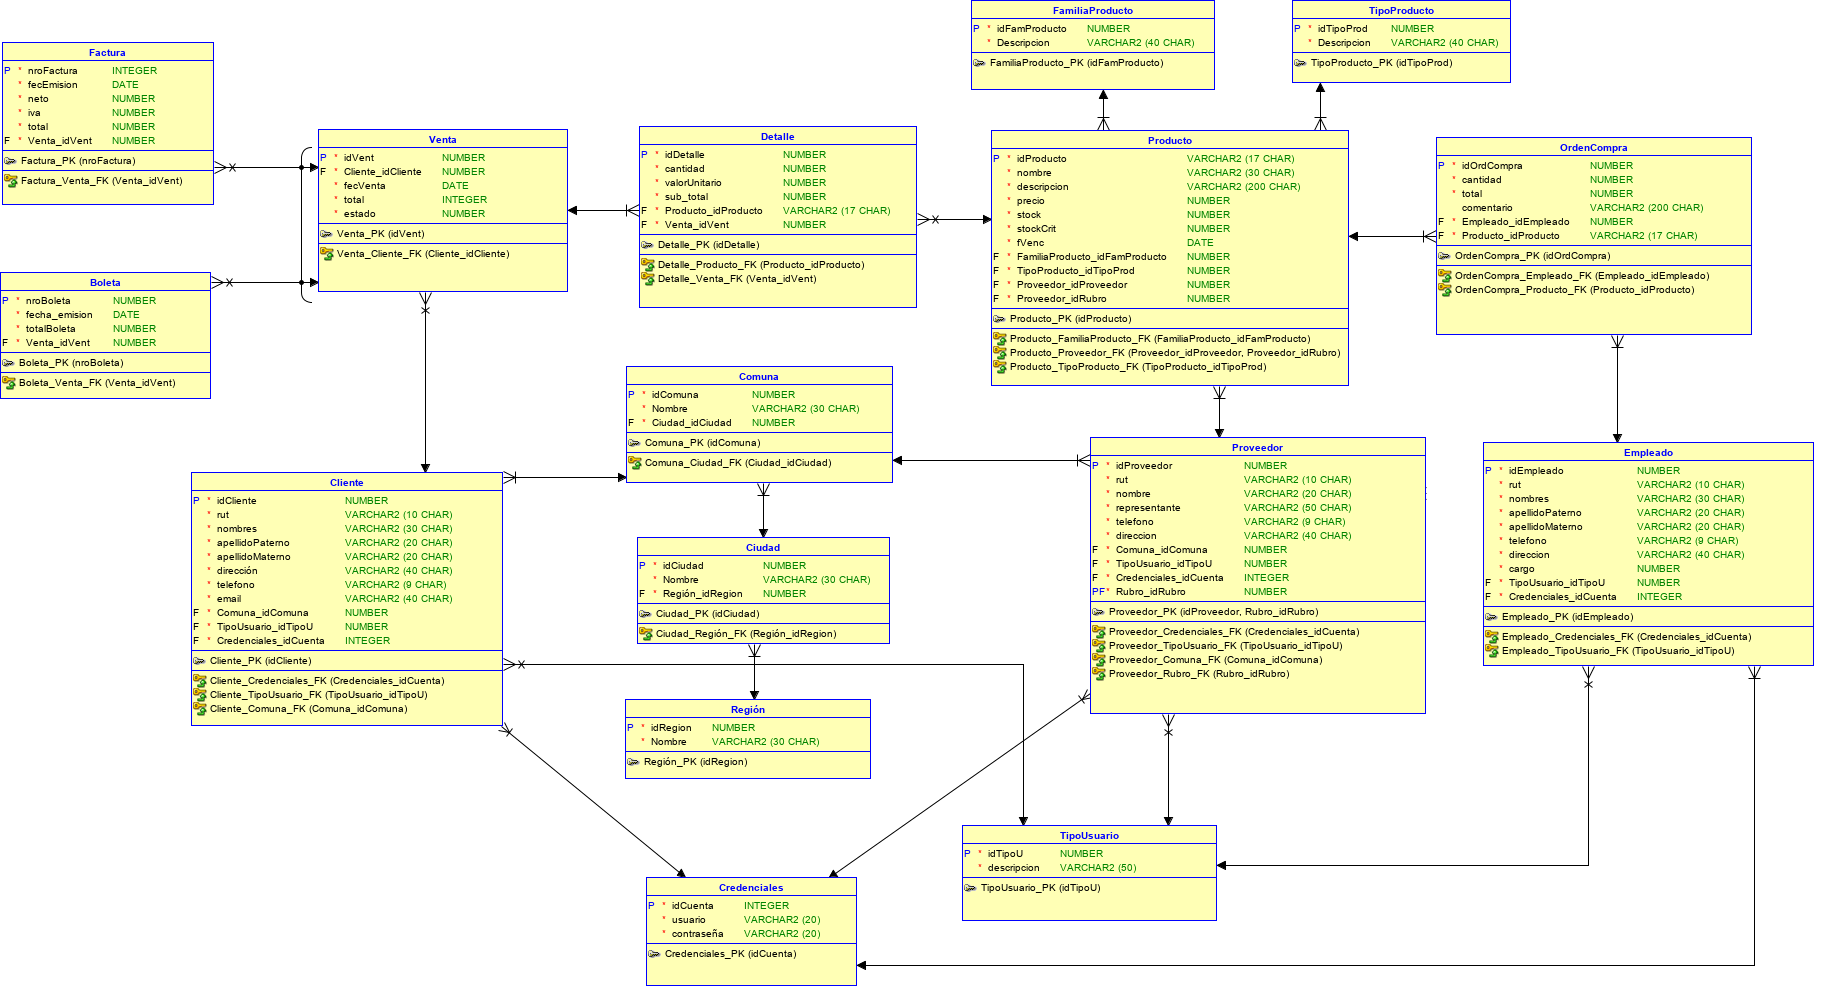 FamiliaProducto
P * idFamProducto NUMBER
* Descripcion VARCHAR2 (40 CHAR)
FamiliaProducto_PK (idFamProducto)
TipoProducto
P * idTipoProd NUMBER
* Descripcion VARCHAR2 (40 CHAR)
TipoProducto_PK (idTipoProd)
Factura
P * nroFactura INTEGER
* fecEmision DATE
* neto NUMBER
* iva NUMBER
* total NUMBER
F * Venta_idVent NUMBER
Factura_PK (nroFactura)
Factura_Venta_FK (Venta_idVent)
Venta
P * idVent NUMBER
F * Cliente_idCliente NUMBER
* fecVenta DATE
* total INTEGER
* estado NUMBER
Venta_PK (idVent)
Venta_Cliente_FK (Cliente_idCliente)
Detalle
P * idDetalle NUMBER
* cantidad NUMBER
* valorUnitario NUMBER
* sub_total NUMBER
F * Producto_idProducto VARCHAR2 (17 CHAR)
F * Venta_idVent NUMBER
Detalle_PK (idDetalle)
Detalle_Producto_FK (Producto_idProducto)
Detalle_Venta_FK (Venta_idVent)
Producto
P * idProducto VARCHAR2 (17 CHAR)
* nombre VARCHAR2 (30 CHAR)
* descripcion VARCHAR2 (200 CHAR)
* precio NUMBER
* stock NUMBER
* stockCrit NUMBER
* fVenc DATE
F * FamiliaProducto_idFamProducto NUMBER
F * TipoProducto_idTipoProd NUMBER
F * Proveedor_idProveedor NUMBER
F * Proveedor_idRubro NUMBER
Producto_PK (idProducto)
Producto_FamiliaProducto_FK (FamiliaProducto_idFamProducto)
Producto_Proveedor_FK (Proveedor_idProveedor, Proveedor_idRubro)
Producto_TipoProducto_FK (TipoProducto_idTipoProd)
OrdenCompra
P * idOrdCompra NUMBER
* cantidad NUMBER
* total NUMBER
comentario VARCHAR2 (200 CHAR)
F * Empleado_idEmpleado NUMBER
F * Producto_idProducto VARCHAR2 (17 CHAR)
OrdenCompra_PK (idOrdCompra)
OrdenCompra_Empleado_FK (Empleado_idEmpleado)
OrdenCompra_Producto_FK (Producto_idProducto)
Boleta
P * nroBoleta NUMBER
* fecha_emision DATE
* totalBoleta NUMBER
F * Venta_idVent NUMBER
Boleta_PK (nroBoleta)
Boleta_Venta_FK (Venta_idVent)
Comuna
P * idComuna NUMBER
* Nombre VARCHAR2 (30 CHAR)
F * Ciudad_idCiudad NUMBER
Comuna_PK (idComuna)
Comuna_Ciudad_FK (Ciudad_idCiudad)
Cliente
P * idCliente NUMBER
* rut VARCHAR2 (10 CHAR)
* nombres VARCHAR2 (30 CHAR)
* apellidoPaterno VARCHAR2 (20 CHAR)
* apellidoMaterno VARCHAR2 (20 CHAR)
* dirección VARCHAR2 (40 CHAR)
* telefono VARCHAR2 (9 CHAR)
* email VARCHAR2 (40 CHAR)
F * Comuna_idComuna NUMBER
F * TipoUsuario_idTipoU NUMBER
F * Credenciales_idCuenta INTEGER
Cliente_PK (idCliente)
Cliente_Credenciales_FK (Credenciales_idCuenta)
Cliente_TipoUsuario_FK (TipoUsuario_idTipoU)
Cliente_Comuna_FK (Comuna_idComuna)
Ciudad
P * idCiudad NUMBER
* Nombre VARCHAR2 (30 CHAR)
F * Región_idRegion NUMBER
Ciudad_PK (idCiudad)
Ciudad_Región_FK (Región_idRegion)
Región
P * idRegion NUMBER
* Nombre VARCHAR2 (30 CHAR)
Región_PK (idRegion)
Proveedor
P * idProveedor NUMBER
* rut VARCHAR2 (10 CHAR)
* nombre VARCHAR2 (20 CHAR)
* representante VARCHAR2 (50 CHAR)
* telefono VARCHAR2 (9 CHAR)
* direccion VARCHAR2 (40 CHAR)
F * Comuna_idComuna NUMBER
F * TipoUsuario_idTipoU NUMBER
F * Credenciales_idCuenta INTEGER
PF* Rubro_idRubro NUMBER
Proveedor_PK (idProveedor, Rubro_idRubro)
Proveedor_Credenciales_FK (Credenciales_idCuenta)
Proveedor_TipoUsuario_FK (TipoUsuario_idTipoU)
Proveedor_Comuna_FK (Comuna_idComuna)
Proveedor_Rubro_FK (Rubro_idRubro)
Empleado
P * idEmpleado NUMBER
* rut VARCHAR2 (10 CHAR)
* nombres VARCHAR2 (30 CHAR)
* apellidoPaterno VARCHAR2 (20 CHAR)
* apellidoMaterno VARCHAR2 (20 CHAR)
* telefono VARCHAR2 (9 CHAR)
* direccion VARCHAR2 (40 CHAR)
* cargo NUMBER
F * TipoUsuario_idTipoU NUMBER
F * Credenciales_idCuenta INTEGER
Empleado_PK (idEmpleado)
Empleado_Credenciales_FK (Credenciales_idCuenta)
Empleado_TipoUsuario_FK (TipoUsuario_idTipoU)
TipoUsuario
P * idTipoU NUMBER
* descripcion VARCHAR2 (50)
TipoUsuario_PK (idTipoU)
Credenciales
P * idCuenta INTEGER
* usuario VARCHAR2 (20)
* contraseña VARCHAR2 (20)
Credenciales_PK (idCuenta)